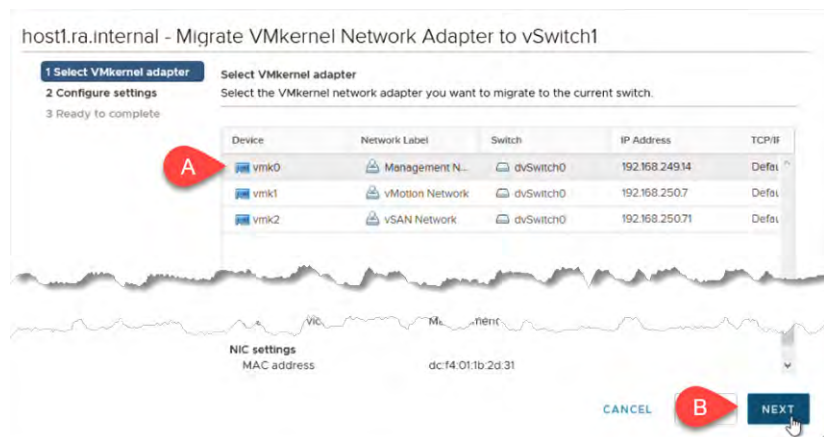 host1.ra.internal - Migrate VMkernel Network Adapter to vSwitch1
1 Select VMkernel adapter
2 Configure settings
3 Ready to complete
Select VMkernel adapter
Select the VMkernel network adapter you want to migrate to the current switch.
Device Network Label Switch IP Address TCP/IF
A vmk0 Management N... dvSwitch0 192.168.249.14 Defau
vmk1 vMotion Network dvSwitch0 192.168.250.7 Defau
vmk2 vSAN Network dvSwitch0 192.168.250.71 Defau
NIC settings
MAC address dc:f4:01:1b:2d:31
CANCEL B NEXT